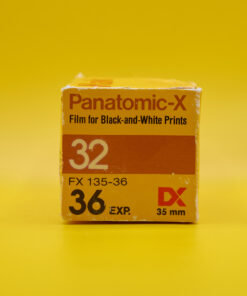 Panatomic-X
Film for Black-and-White Prints
32
FX 135-36
36 EXP. DX
35 mm